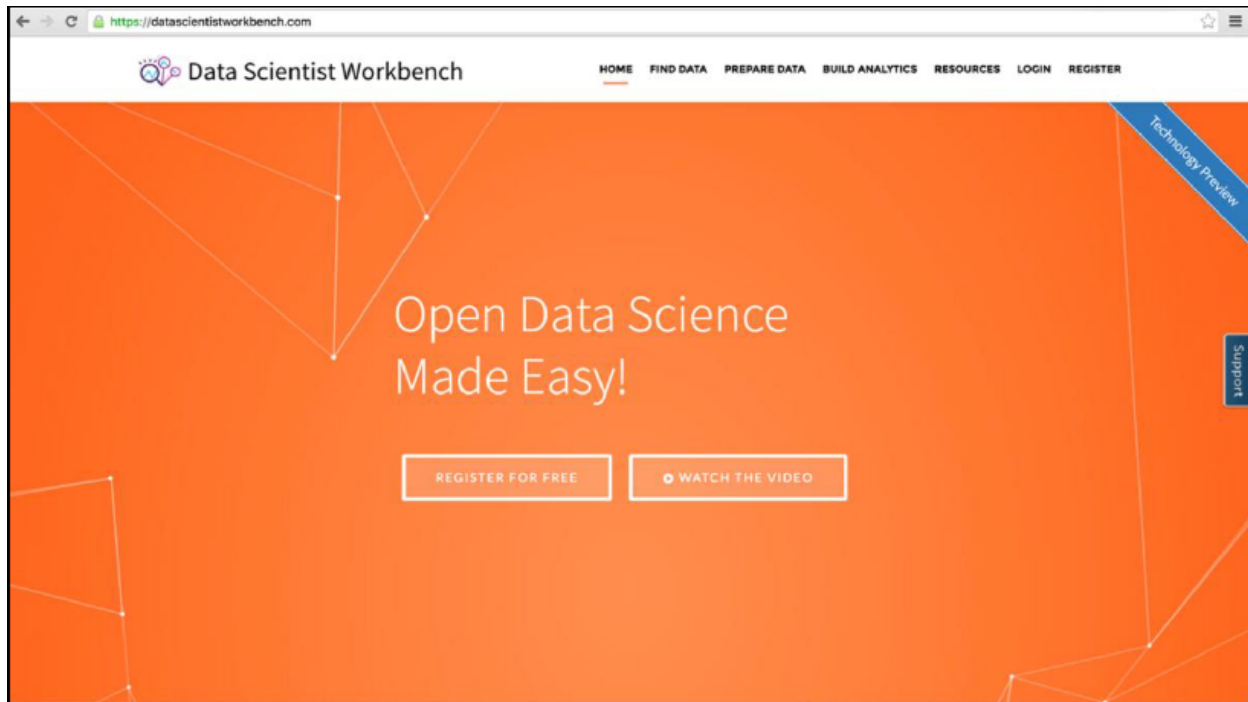 https://datascientistworkbench.com
Data Scientist Workbench
HOME FIND DATA PREPARE DATA BUILD ANALYTICS RESOURCES LOGIN REGISTER
Technology Preview
Open Data Science
Made Easy!
Support
REGISTER FOR FREE WATCH THE VIDEO